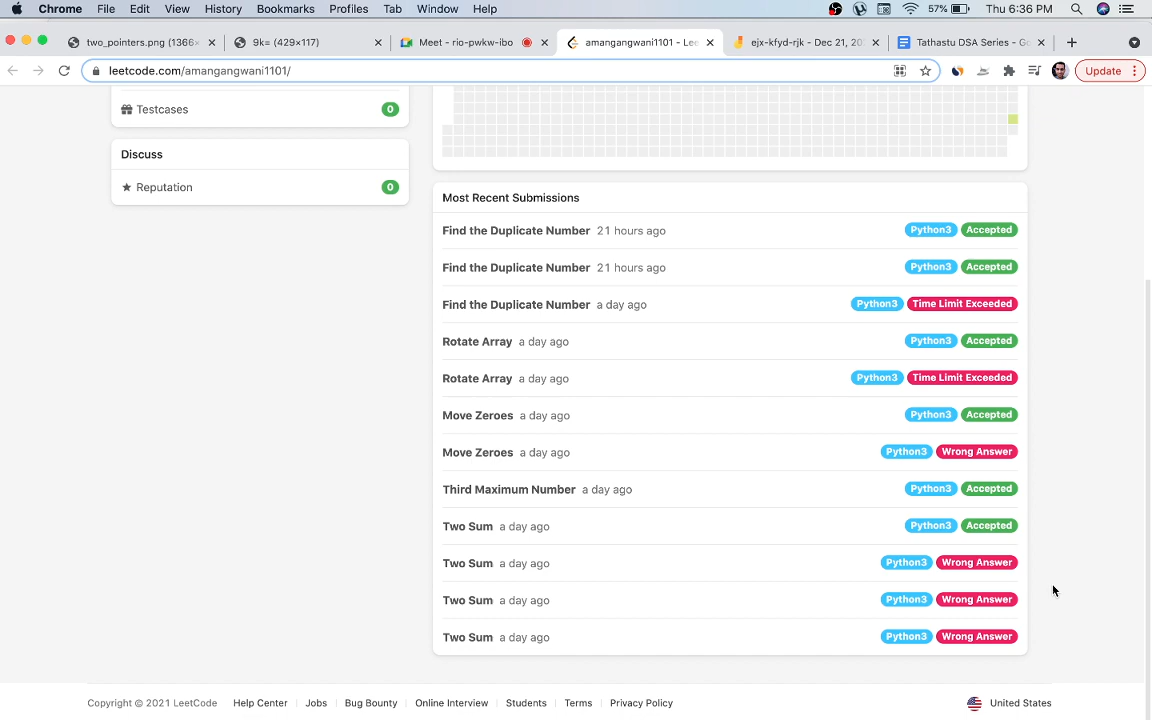 Chrome File Edit View History Bookmarks Profiles Tab Window Help 57% Thu 6:36 PM
two_pointers.png (1366× 9k= (429×117) Meet - rio-pwkw-ibo amangangwani1101 - Lee ejx-kfyd-rjk - Dec 21, 20 Tathastu DSA Series - Go
leetcode.com/amangangwani1101/ Update
Testcases 0
Discuss
Reputation 0
Most Recent Submissions
Find the Duplicate Number 21 hours ago Python3 Accepted
Find the Duplicate Number 21 hours ago Python3 Accepted
Find the Duplicate Number a day ago Python3 Time Limit Exceeded
Rotate Array a day ago Python3 Accepted
Rotate Array a day ago Python3 Time Limit Exceeded
Move Zeroes a day ago Python3 Accepted
Move Zeroes a day ago Python3 Wrong Answer
Third Maximum Number a day ago Python3 Accepted
Two Sum a day ago Python3 Accepted
Two Sum a day ago Python3 Wrong Answer
Two Sum a day ago Python3 Wrong Answer
Two Sum a day ago Python3 Wrong Answer
Copyright © 2021 LeetCode Help Center Jobs Bug Bounty Online Interview Students Terms Privacy Policy United States